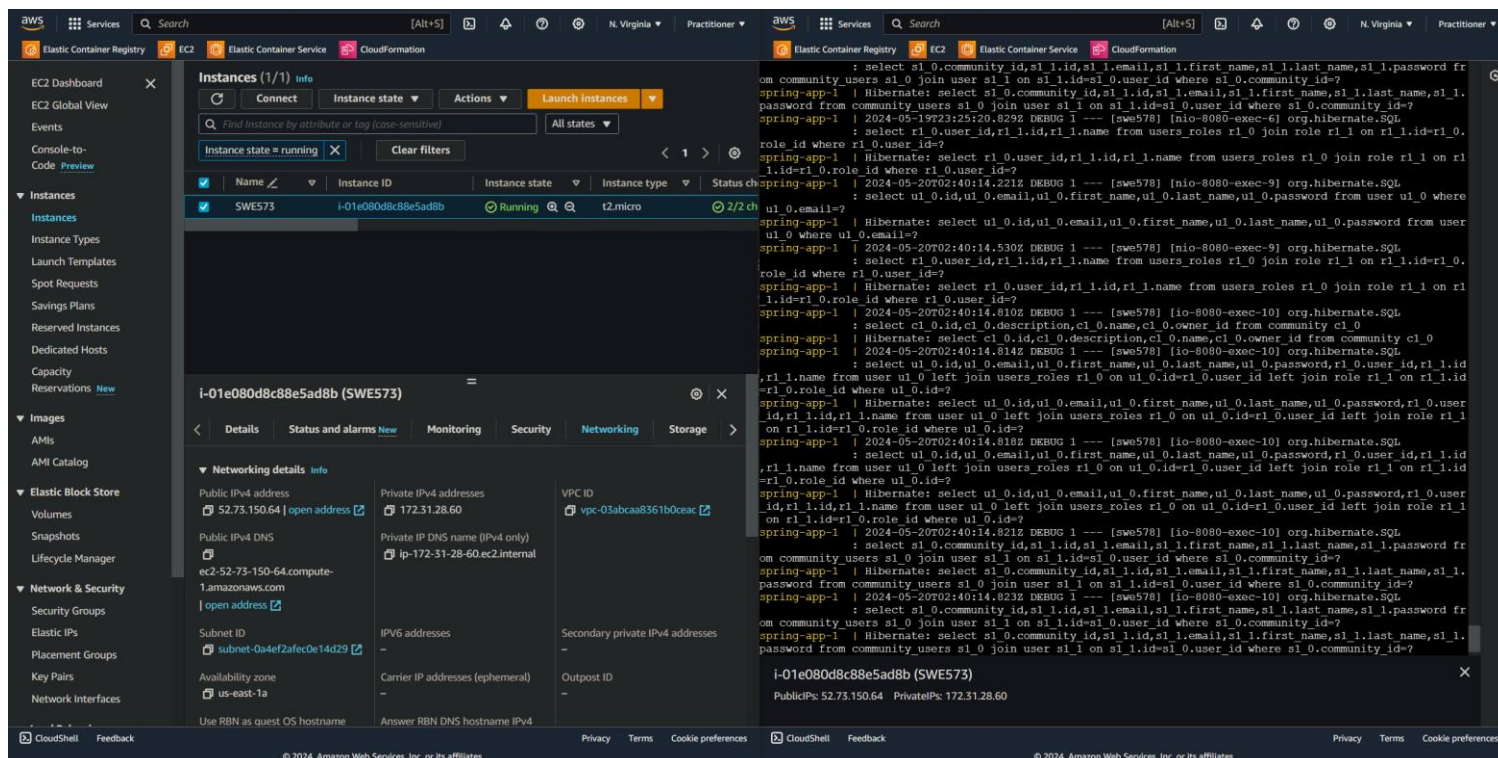 aws Services Search [Alt+S] N. Virginia Practitioner
Elastic Container Registry EC2 Elastic Container Service CloudFormation
EC2 Dashboard
EC2 Global View
Events
Console-to-
Code Preview
Instances
Instances
Instance Types
Launch Templates
Spot Requests
Savings Plans
Reserved Instances
Dedicated Hosts
Capacity
Reservations New
Images
AMIs
AMI Catalog
Elastic Block Store
Volumes
Snapshots
Lifecycle Manager
Network & Security
Security Groups
Elastic IPs
Placement Groups
Key Pairs
Network Interfaces
Instances (1/1) Info
Connect Instance state Actions Launch instances
Find Instance by attribute or tag (case-sensitive) All states
Instance state = running Clear filters 1
Name Instance ID Instance state Instance type Status ch
SWE573 i-01e080d8c88e5ad8b Running t2.micro 2/2 ch
i-01e080d8c88e5ad8b (SWE573)
Details Status and alarms New Monitoring Security Networking Storage
Networking details Info
Public IPv4 address Private IPv4 addresses VPC ID
52.73.150.64 | open address 172.31.28.60 vpc-03abcaa8361b0ceac
Public IPv4 DNS Private IP DNS name (IPv4 only)
ip-172-31-28-60.ec2.internal
ec2-52-73-150-64.compute-
1.amazonaws.com
| open address
Subnet ID IPV6 addresses Secondary private IPv4 addresses
subnet-0a4ef2afec0e14d29 – –
Availability zone Carrier IP addresses (ephemeral) Outpost ID
us-east-1a – –
Use RBN as guest OS hostname Answer RBN DNS hostname IPv4
CloudShell Feedback Privacy Terms Cookie preferences
© 2024, Amazon Web Services, Inc. or its affiliates.
aws Services Search [Alt+S] N. Virginia Practitioner
Elastic Container Registry EC2 Elastic Container Service CloudFormation
: select s1_0.community_id,s1_1.id,s1_1.email,s1_1.first_name,s1_1.last_name,s1_1.password fr
om community_users s1_0 join user s1_1 on s1_1.id=s1_0.user_id where s1_0.community_id=?
spring-app-1 | Hibernate: select s1_0.community_id,s1_1.id,s1_1.email,s1_1.first_name,s1_1.last_name,s1_1.
password from community_users s1_0 join user s1_1 on s1_1.id=s1_0.user_id where s1_0.community_id=?
spring-app-1 | 2024-05-19T23:25:20.829Z DEBUG 1 --- [swe578] [nio-8080-exec-6] org.hibernate.SQL
: select r1_0.user_id,r1_1.id,r1_1.name from users_roles r1_0 join role r1_1 on r1_1.id=r1_0.
role_id where r1_0.user_id=?
spring-app-1 | Hibernate: select r1_0.user_id,r1_1.id,r1_1.name from users_roles r1_0 join role r1_1 on r1
_1.id=r1_0.role_id where r1_0.user_id=?
spring-app-1 | 2024-05-20T02:40:14.221Z DEBUG 1 --- [swe578] [nio-8080-exec-9] org.hibernate.SQL
: select u1_0.id,u1_0.email,u1_0.first_name,u1_0.last_name,u1_0.password from user u1_0 where
u1_0.email=?
spring-app-1 | Hibernate: select u1_0.id,u1_0.email,u1_0.first_name,u1_0.last_name,u1_0.password from user
u1_0 where u1_0.email=?
spring-app-1 | 2024-05-20T02:40:14.530Z DEBUG 1 --- [swe578] [nio-8080-exec-9] org.hibernate.SQL
: select r1_0.user_id,r1_1.id,r1_1.name from users_roles r1_0 join role r1_1 on r1_1.id=r1_0.
role_id where r1_0.user_id=?
spring-app-1 | Hibernate: select r1_0.user_id,r1_1.id,r1_1.name from users_roles r1_0 join role r1_1 on r1
_1.id=r1_0.role_id where r1_0.user_id=?
spring-app-1 | 2024-05-20T02:40:14.810Z DEBUG 1 --- [swe578] [io-8080-exec-10] org.hibernate.SQL
: select c1_0.id,c1_0.description,c1_0.name,c1_0.owner_id from community c1_0
spring-app-1 | Hibernate: select c1_0.id,c1_0.description,c1_0.name,c1_0.owner_id from community c1_0
spring-app-1 | 2024-05-20T02:40:14.814Z DEBUG 1 --- [swe578] [io-8080-exec-10] org.hibernate.SQL
: select u1_0.id,u1_0.email,u1_0.first_name,u1_0.last_name,u1_0.password,r1_0.user_id,r1_1.id
,r1_1.name from user u1_0 left join users_roles r1_0 on u1_0.id=r1_0.user_id left join role r1_1 on r1_1.id
=r1_0.role_id where u1_0.id=?
spring-app-1 | Hibernate: select u1_0.id,u1_0.email,u1_0.first_name,u1_0.last_name,u1_0.password,r1_0.user
_id,r1_1.id,r1_1.name from user u1_0 left join users_roles r1_0 on u1_0.id=r1_0.user_id left join role r1_1
on r1_1.id=r1_0.role_id where u1_0.id=?
spring-app-1 | 2024-05-20T02:40:14.818Z DEBUG 1 --- [swe578] [io-8080-exec-10] org.hibernate.SQL
: select u1_0.id,u1_0.email,u1_0.first_name,u1_0.last_name,u1_0.password,r1_0.user_id,r1_1.id
,r1_1.name from user u1_0 left join users_roles r1_0 on u1_0.id=r1_0.user_id left join role r1_1 on r1_1.id
=r1_0.role_id where u1_0.id=?
spring-app-1 | Hibernate: select u1_0.id,u1_0.email,u1_0.first_name,u1_0.last_name,u1_0.password,r1_0.user
_id,r1_1.id,r1_1.name from user u1_0 left join users_roles r1_0 on u1_0.id=r1_0.user_id left join role r1_1
on r1_1.id=r1_0.role_id where u1_0.id=?
spring-app-1 | 2024-05-20T02:40:14.821Z DEBUG 1 --- [swe578] [io-8080-exec-10] org.hibernate.SQL
: select s1_0.community_id,s1_1.id,s1_1.email,s1_1.first_name,s1_1.last_name,s1_1.password fr
om community_users s1_0 join user s1_1 on s1_1.id=s1_0.user_id where s1_0.community_id=?
spring-app-1 | Hibernate: select s1_0.community_id,s1_1.id,s1_1.email,s1_1.first_name,s1_1.last_name,s1_1.
password from community_users s1_0 join user s1_1 on s1_1.id=s1_0.user_id where s1_0.community_id=?
spring-app-1 | 2024-05-20T02:40:14.823Z DEBUG 1 --- [swe578] [io-8080-exec-10] org.hibernate.SQL
: select s1_0.community_id,s1_1.id,s1_1.email,s1_1.first_name,s1_1.last_name,s1_1.password fr
om community_users s1_0 join user s1_1 on s1_1.id=s1_0.user_id where s1_0.community_id=?
spring-app-1 | Hibernate: select s1_0.community_id,s1_1.id,s1_1.email,s1_1.first_name,s1_1.last_name,s1_1.
password from community_users s1_0 join user s1_1 on s1_1.id=s1_0.user_id where s1_0.community_id=?
i-01e080d8c88e5ad8b (SWE573)
PublicIPs: 52.73.150.64 PrivateIPs: 172.31.28.60
CloudShell Feedback Privacy Terms Cookie preferences
© 2024, Amazon Web Services, Inc. or its affiliates.